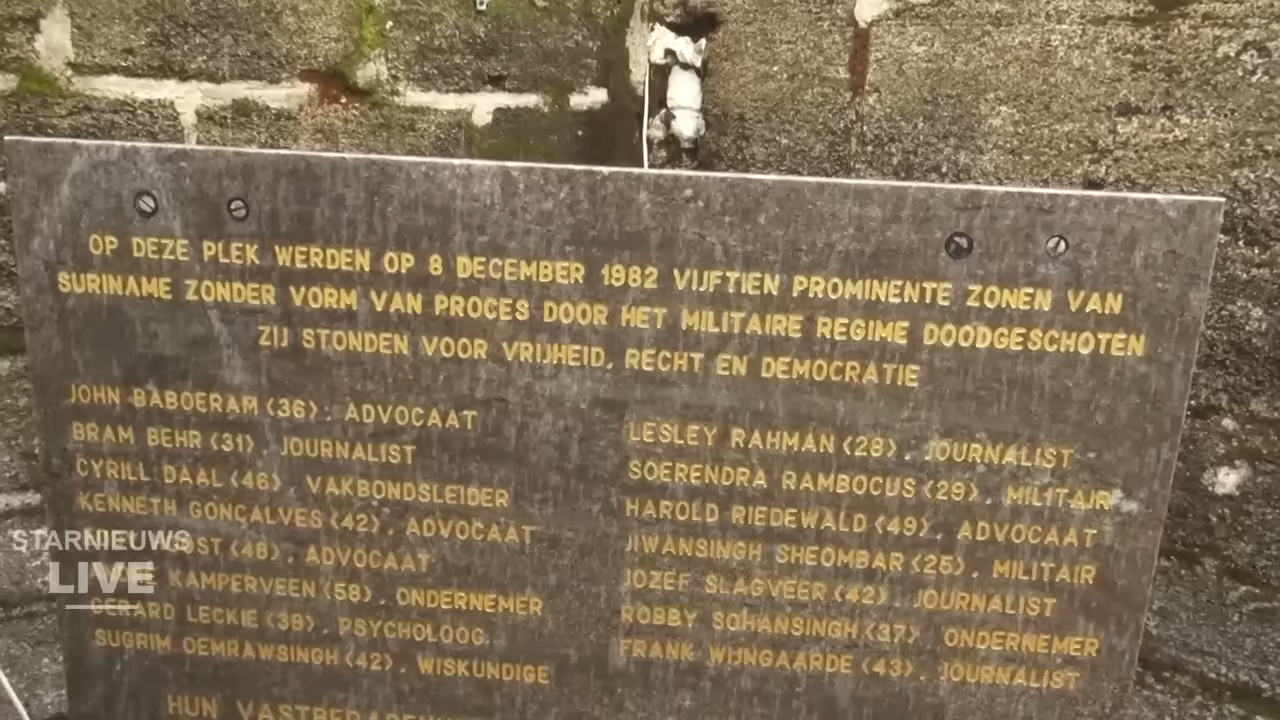 OP DEZE PLEK WERDEN OP 8 DECEMBER 1982 VIJFTIEN PROMINENTE ZONEN VAN
SURINAME ZONDER VORM VAN PROCES DOOR HET MILITAIRE REGIME DOODGESCHOTEN
ZIJ STONDEN VOOR VRIJHEID, RECHT EN DEMOCRATIE
JOHN BABOERAM (36), ADVOCAAT
BRAM BEHR (31), JOURNALIST
CYRILL DAAL (46), VAKBONDSLEIDER
KENNETH GONÇALVES (42), ADVOCAAT
(48), ADVOCAAT
KAMPERVEEN (58), ONDERNEMER
GERARD LECKIE (39), PSYCHOLOOG
SUGRIM OEMRAWSINGH (42), WISKUNDIGE
LESLEY RAHMAN (28), JOURNALIST
SOERENDRA RAMBOCUS (29), MILITAIR
HAROLD RIEDEWALD (49), ADVOCAAT
JIWANSINGH SHEOMBAR (25), MILITAIR
JOZEF SLAGVEER (42), JOURNALIST
ROBBY SOHANSINGH (37), ONDERNEMER
FRANK WIJNGAARDE (43), JOURNALIST
HUN
STARNIEUWS
LIVE